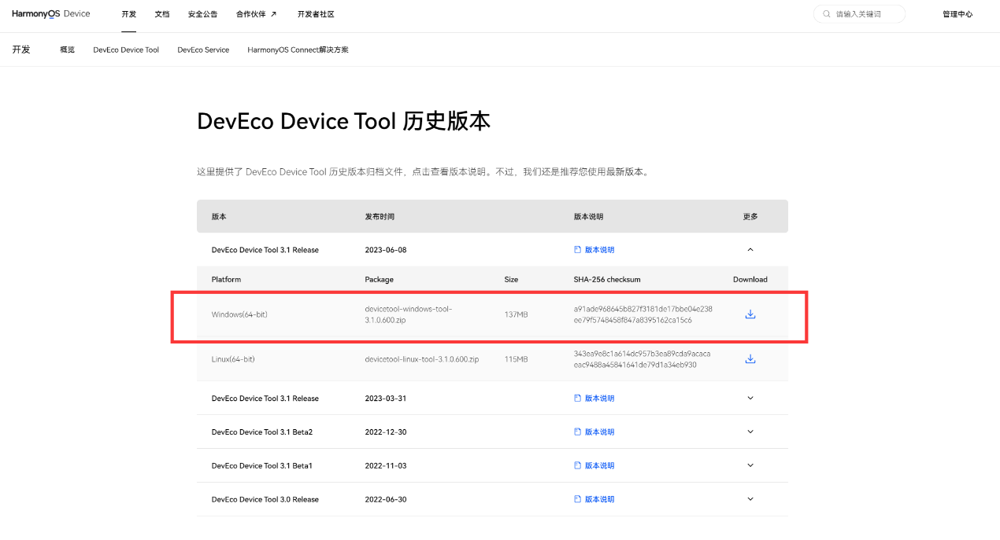 HarmonyOS Device 开发 文档 安全公告 合作伙伴 开发者社区 请输入关键词 管理中心
开发 概览 DevEco Device Tool DevEco Service HarmonyOS Connect解决方案
DevEco Device Tool 历史版本
这里提供了 DevEco Device Tool 历史版本归档文件，点击查看版本说明。不过，我们还是推荐您使用最新版本。
版本 发布时间 版本说明 更多
DevEco Device Tool 3.1 Release 2023-06-08 版本说明
Platform Package Size SHA-256 checksum Download
Windows(64-bit) devicetool-windows-tool-3.1.0.600.zip 137MB a91ade968645b827f3181de17bbe04e238
ee79f5748458f847a8395162ca15c6
Linux(64-bit) devicetool-linux-tool-3.1.0.600.zip 115MB 343ea9e8c1a614dc957b3ea89cda9acaca
eac9488a45841641de79d1a34eb930
DevEco Device Tool 3.1 Release 2023-03-31 版本说明
DevEco Device Tool 3.1 Beta2 2022-12-30 版本说明
DevEco Device Tool 3.1 Beta1 2022-11-03 版本说明
DevEco Device Tool 3.0 Release 2022-06-30 版本说明